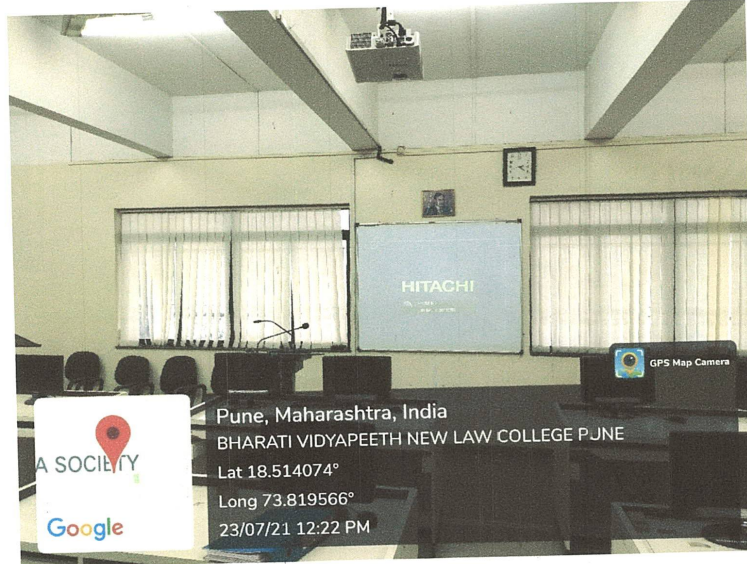 HITACHI
GPS Map Camera
Pune, Maharashtra, India
BHARATI VIDYAPEETH NEW LAW COLLEGE PUNE
A SOCIETY
Lat 18.514074°
Long 73.819566°
Google
23/07/21 12:22 PM